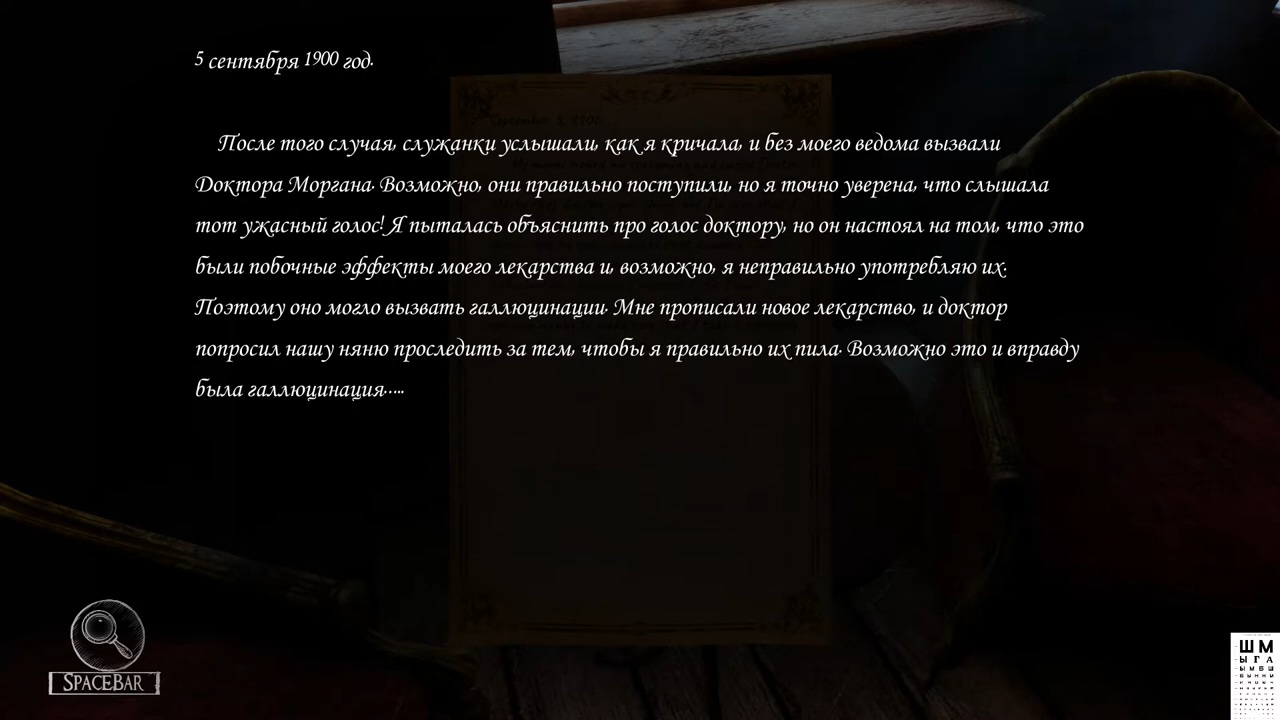 5 сентября 1900 год.
После того случая, служанки услышали, как я кричала, и без моего ведома вызвали
Доктора Моргана. Возможно, они правильно поступили, но я точно уверена, что слышала
тот ужасный голос! Я пыталась объяснить про голос доктору, но он настоял на том, что это
были побочные эффекты моего лекарства и, возможно, я неправильно употребляю их.
Поэтому оно могло вызвать галлюцинации. Мне прописали новое лекарство, и доктор
попросил нашу няню проследить за тем, чтобы я правильно их пила. Возможно это и вправду
была галлюцинация.....
SPACEBAR
Ш М
Ы Г А